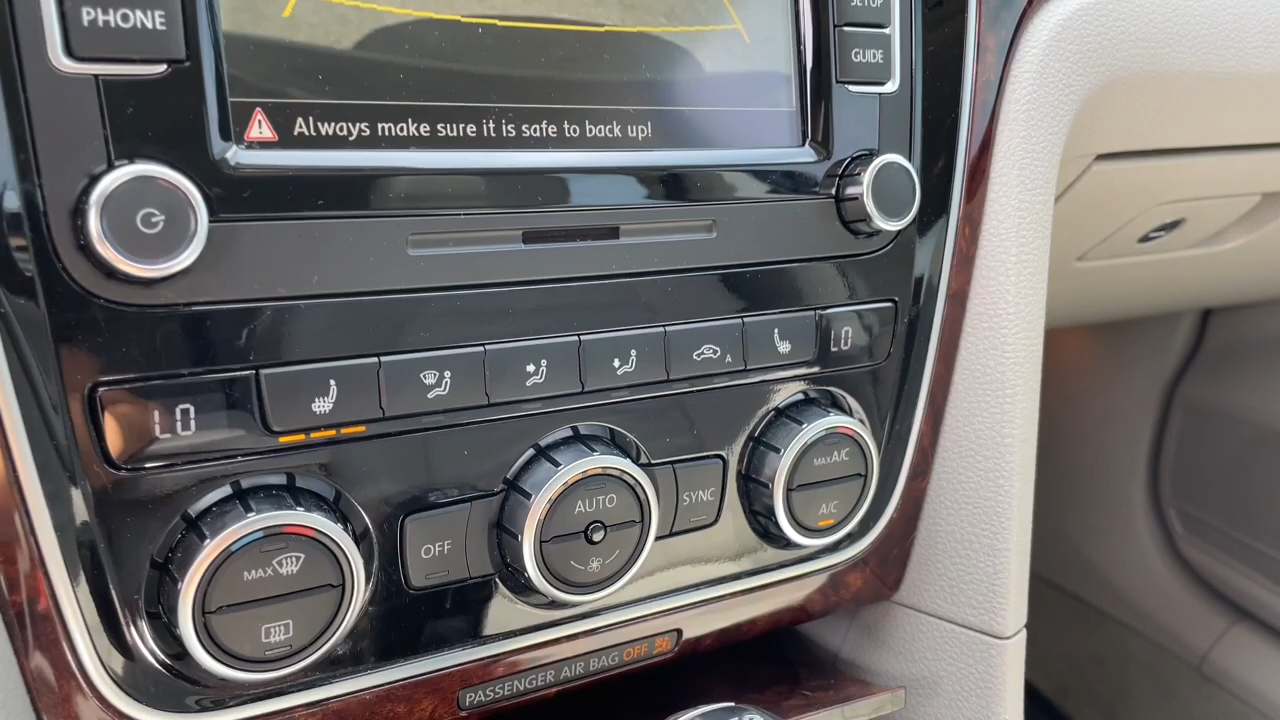 PHONE
SETUP
GUIDE
Always make sure it is safe to back up!
LO
A
LO
MAX A/C
A/C
AUTO
SYNC
OFF
MAX
PASSENGER AIR BAG OFF